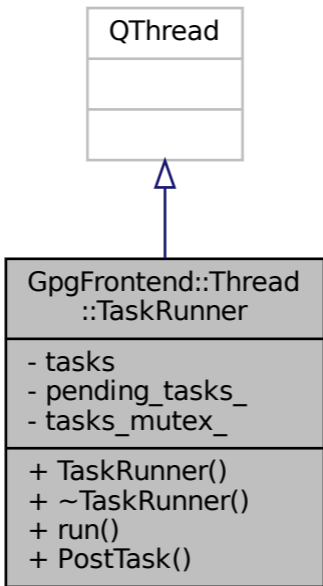 QThread
GpgFrontend::Thread
::TaskRunner
- tasks
- pending_tasks_
- tasks_mutex_
+ TaskRunner()
+ ~TaskRunner()
+ run()
+ PostTask()